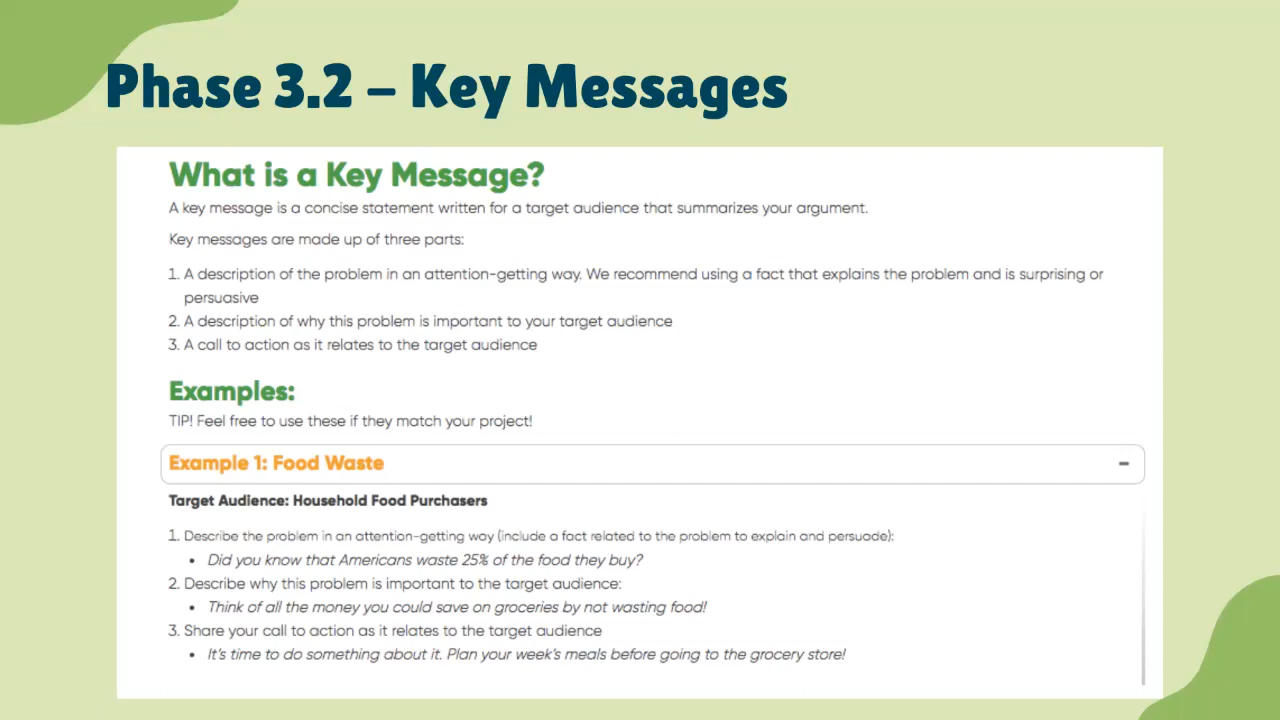 Phase 3.2 – Key Messages
What is a Key Message?
A key message is a concise statement written for a target audience that summarizes your argument.
Key messages are made up of three parts:
1. A description of the problem in an attention-getting way. We recommend using a fact that explains the problem and is surprising or
persuasive
2. A description of why this problem is important to your target audience
3. A call to action as it relates to the target audience
Examples:
TIP! Feel free to use these if they match your project!
Example 1: Food Waste
Target Audience: Household Food Purchasers
1. Describe the problem in an attention-getting way (include a fact related to the problem to explain and persuade):
• Did you know that Americans waste 25% of the food they buy?
2. Describe why this problem is important to the target audience:
• Think of all the money you could save on groceries by not wasting food!
3. Share your call to action as it relates to the target audience
• It's time to do something about it. Plan your week's meals before going to the grocery store!